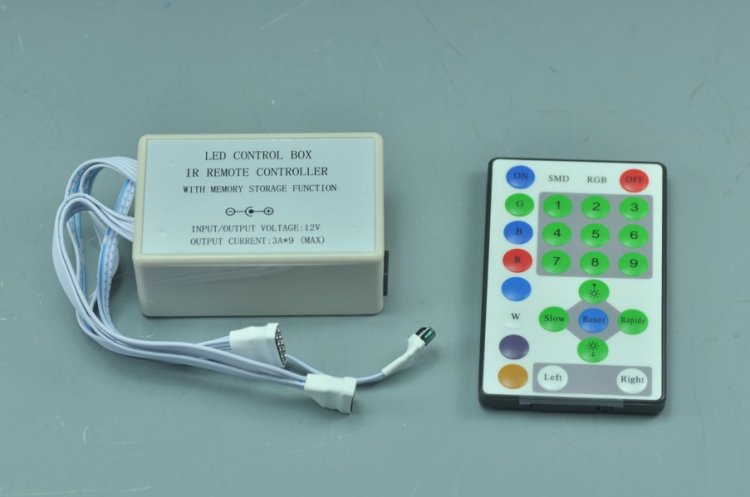 LED CONTROL BOX
IR REMOTE CONTROLLER
WITH MEMORY STORAGE FUNCTION
INPUT/OUTPUT VOLTAGE:12V
OUTPUT CURRENT:3A*9 (MAX)
ON SMD RGB OFF
G 1 2 3
B 4 5 6
R 7 8 9
Slow Reset Rapide
W
Left Right